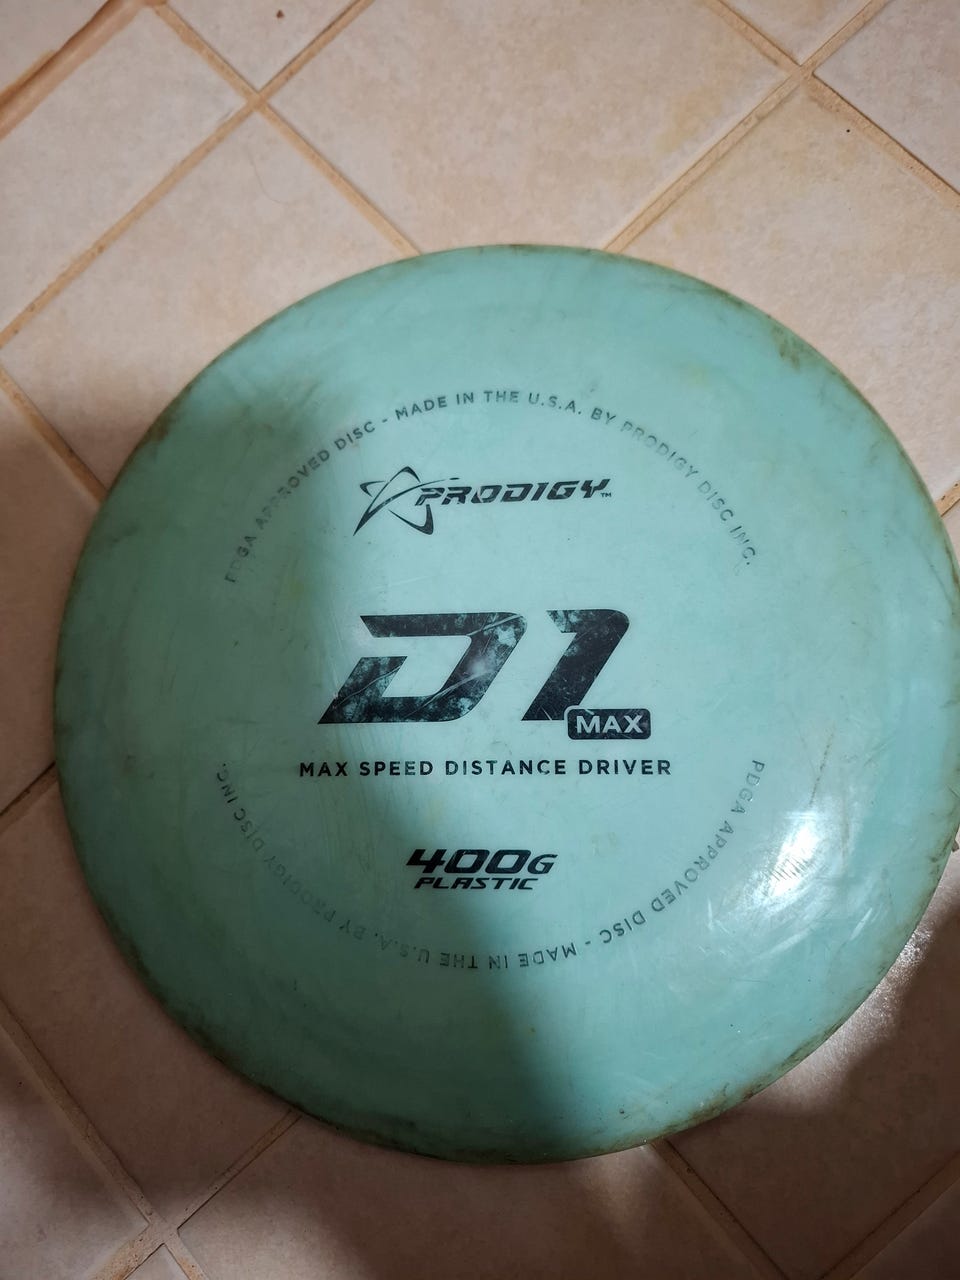 PDGA APPROVED DISC - MADE IN THE U.S.A. BY PRODIGY DISC INC.
PRODIGY™
D1
MAX
MAX SPEED DISTANCE DRIVER
400G
PLASTIC
PDGA APPROVED DISC - MADE IN THE U.S.A. BY PRODIGY DISC INC.